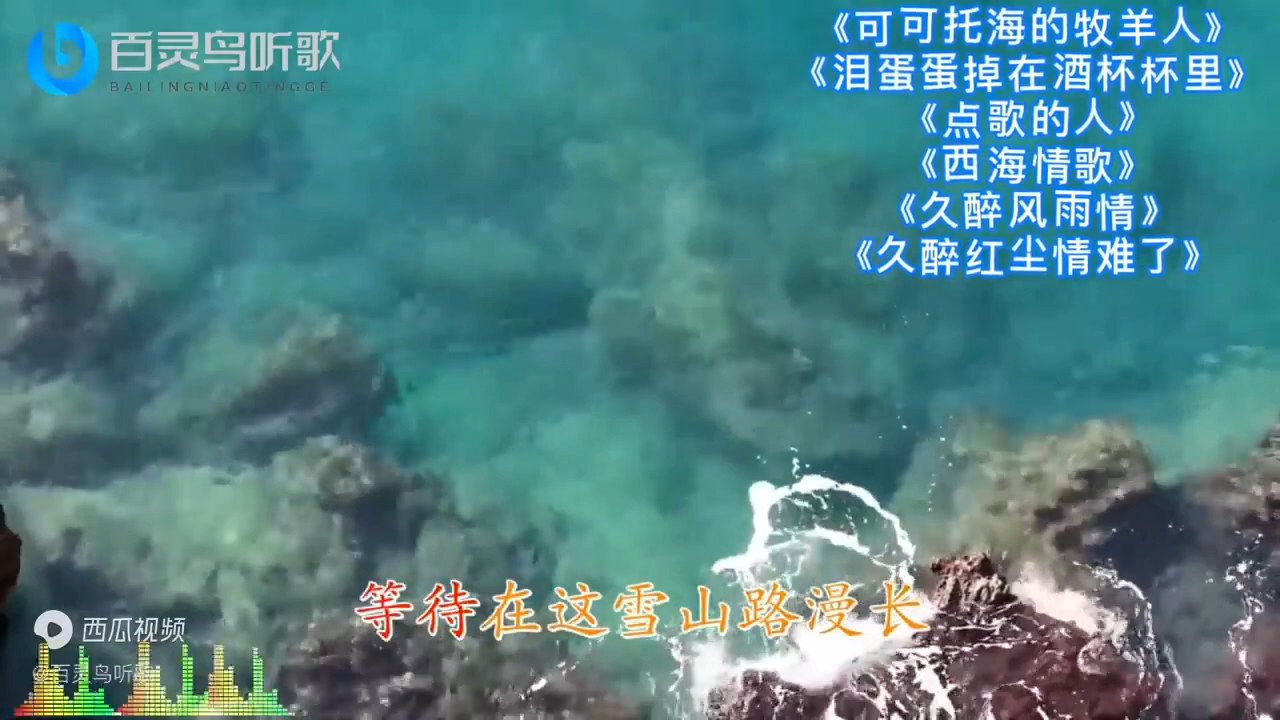 百灵鸟听歌
BAILINGNIAOTINGGE
《可可托海的牧羊人》
《泪蛋蛋掉在酒杯杯里》
《点歌的人》
《西海情歌》
《久醉风雨情》
《久醉红尘情难了》
等待在这雪山路漫长
西瓜视频
@百灵鸟听歌